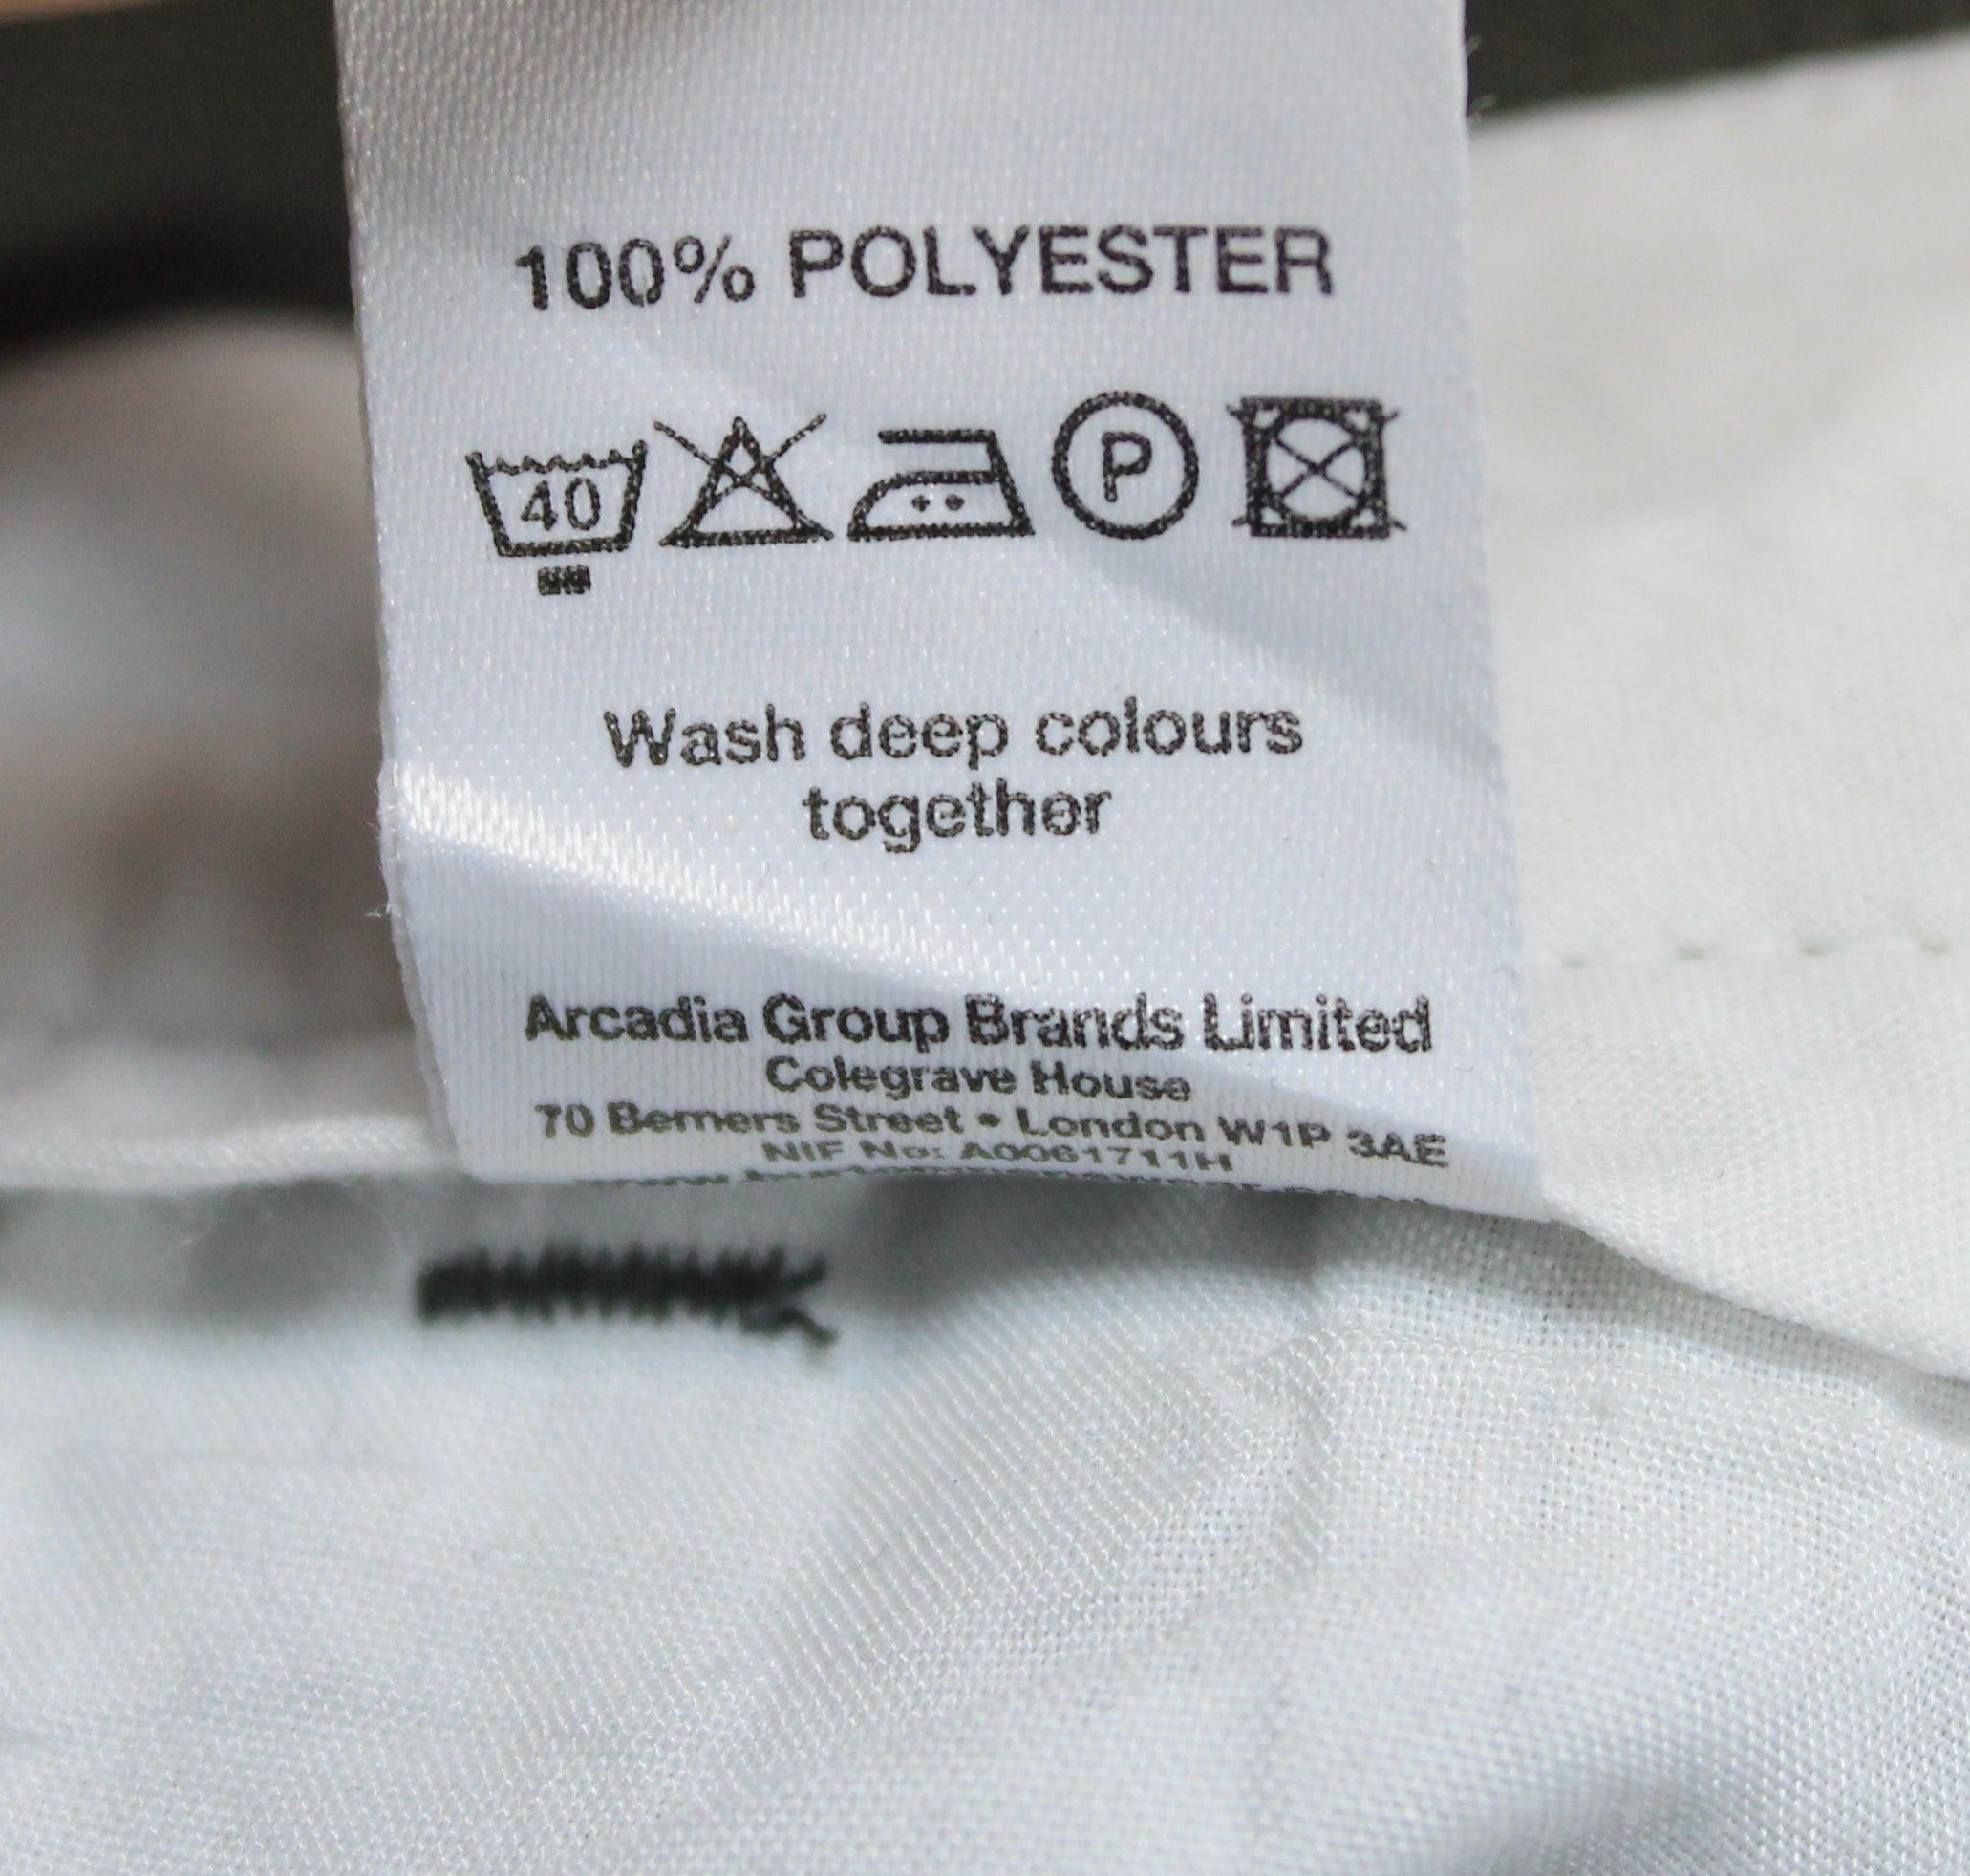 100% POLYESTER
40
P
Wash deep colours
together
Arcadia Group Brands Limited
Colegrave House
70 Berners Street • London W1P 3AE
NIF No: A0061711H